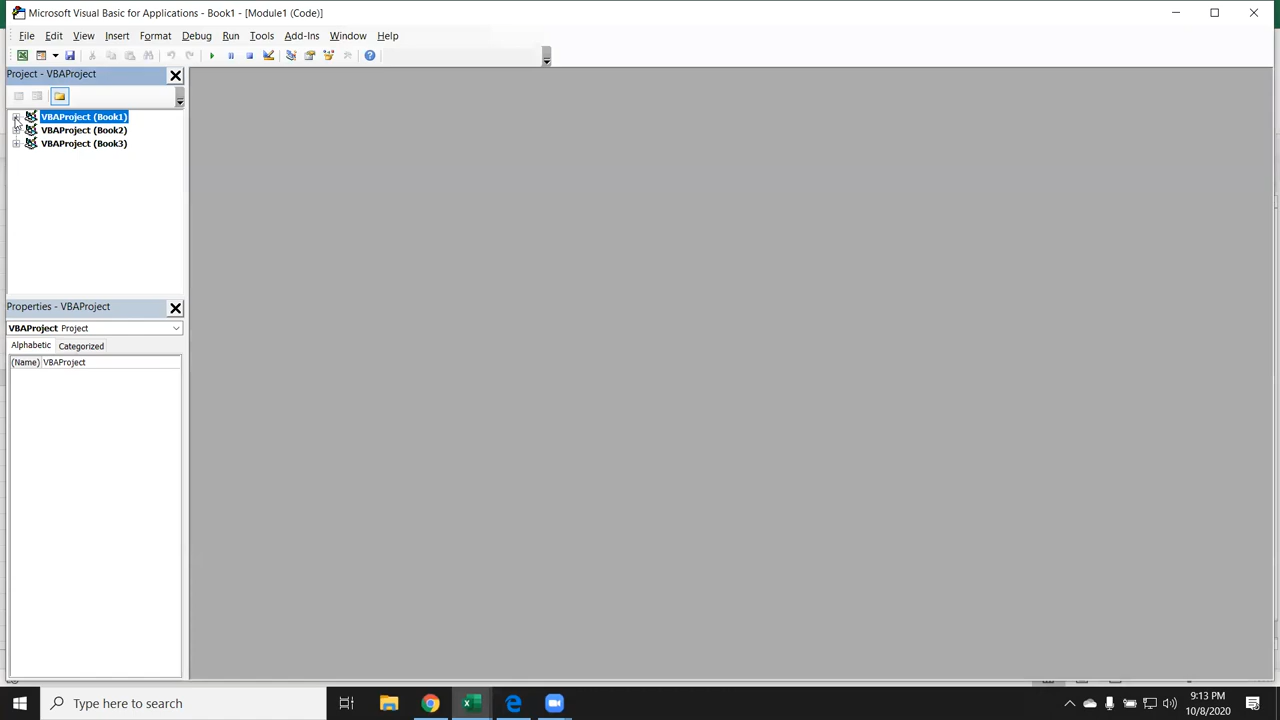 Microsoft Visual Basic for Applications - Book1 - [Module1 (Code)]
File Edit View Insert Format Debug Run Tools Add-Ins Window Help
Project - VBAProject
VBAProject (Book1)
VBAProject (Book2)
VBAProject (Book3)
Properties - VBAProject
VBAProject Project
Alphabetic Categorized
(Name) VBAProject
Type here to search
9:13 PM
10/8/2020